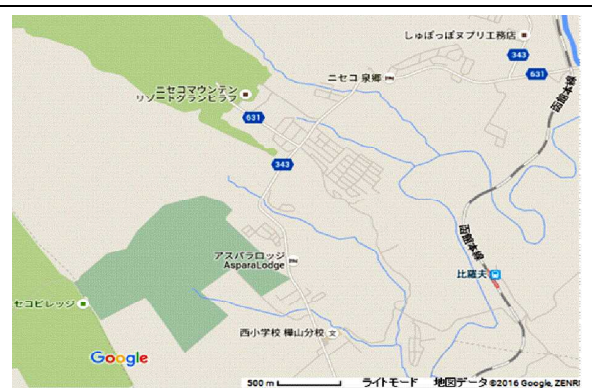 しゅぽっぽヌプリ工務店
343
631
ニセコ 泉郷
函館本線
ニセコマウンテン
リゾートグランヒラフ
631
343
函館本線
アスパラロッジ
AsparaLodge
比羅夫
セコビレッジ
西小学校 樺山分校
Google
500 m
ライトモード
地図データ ©2016 Google, ZENRI